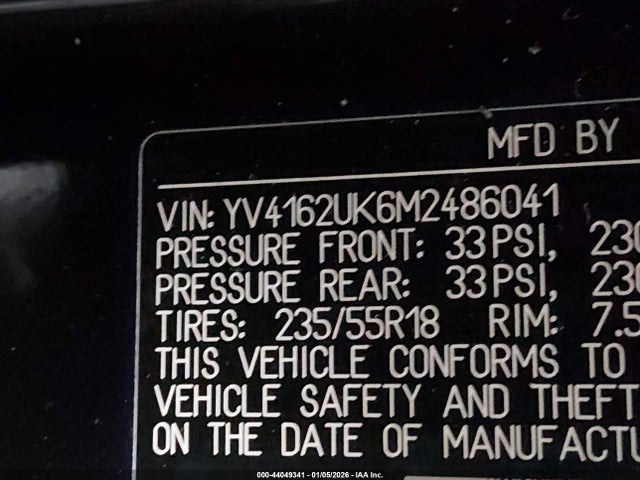 MFD BY
VIN: YV4162UK6M2486041
PRESSURE FRONT: 33PSI, 230
PRESSURE REAR: 33PSI, 230
TIRES: 235/55R18 RIM: 7.5
THIS VEHICLE CONFORMS TO
VEHICLE SAFETY AND THEFT
ON THE DATE OF MANUFACTU
000-44049341 - 01/05/2026 - IAA Inc.